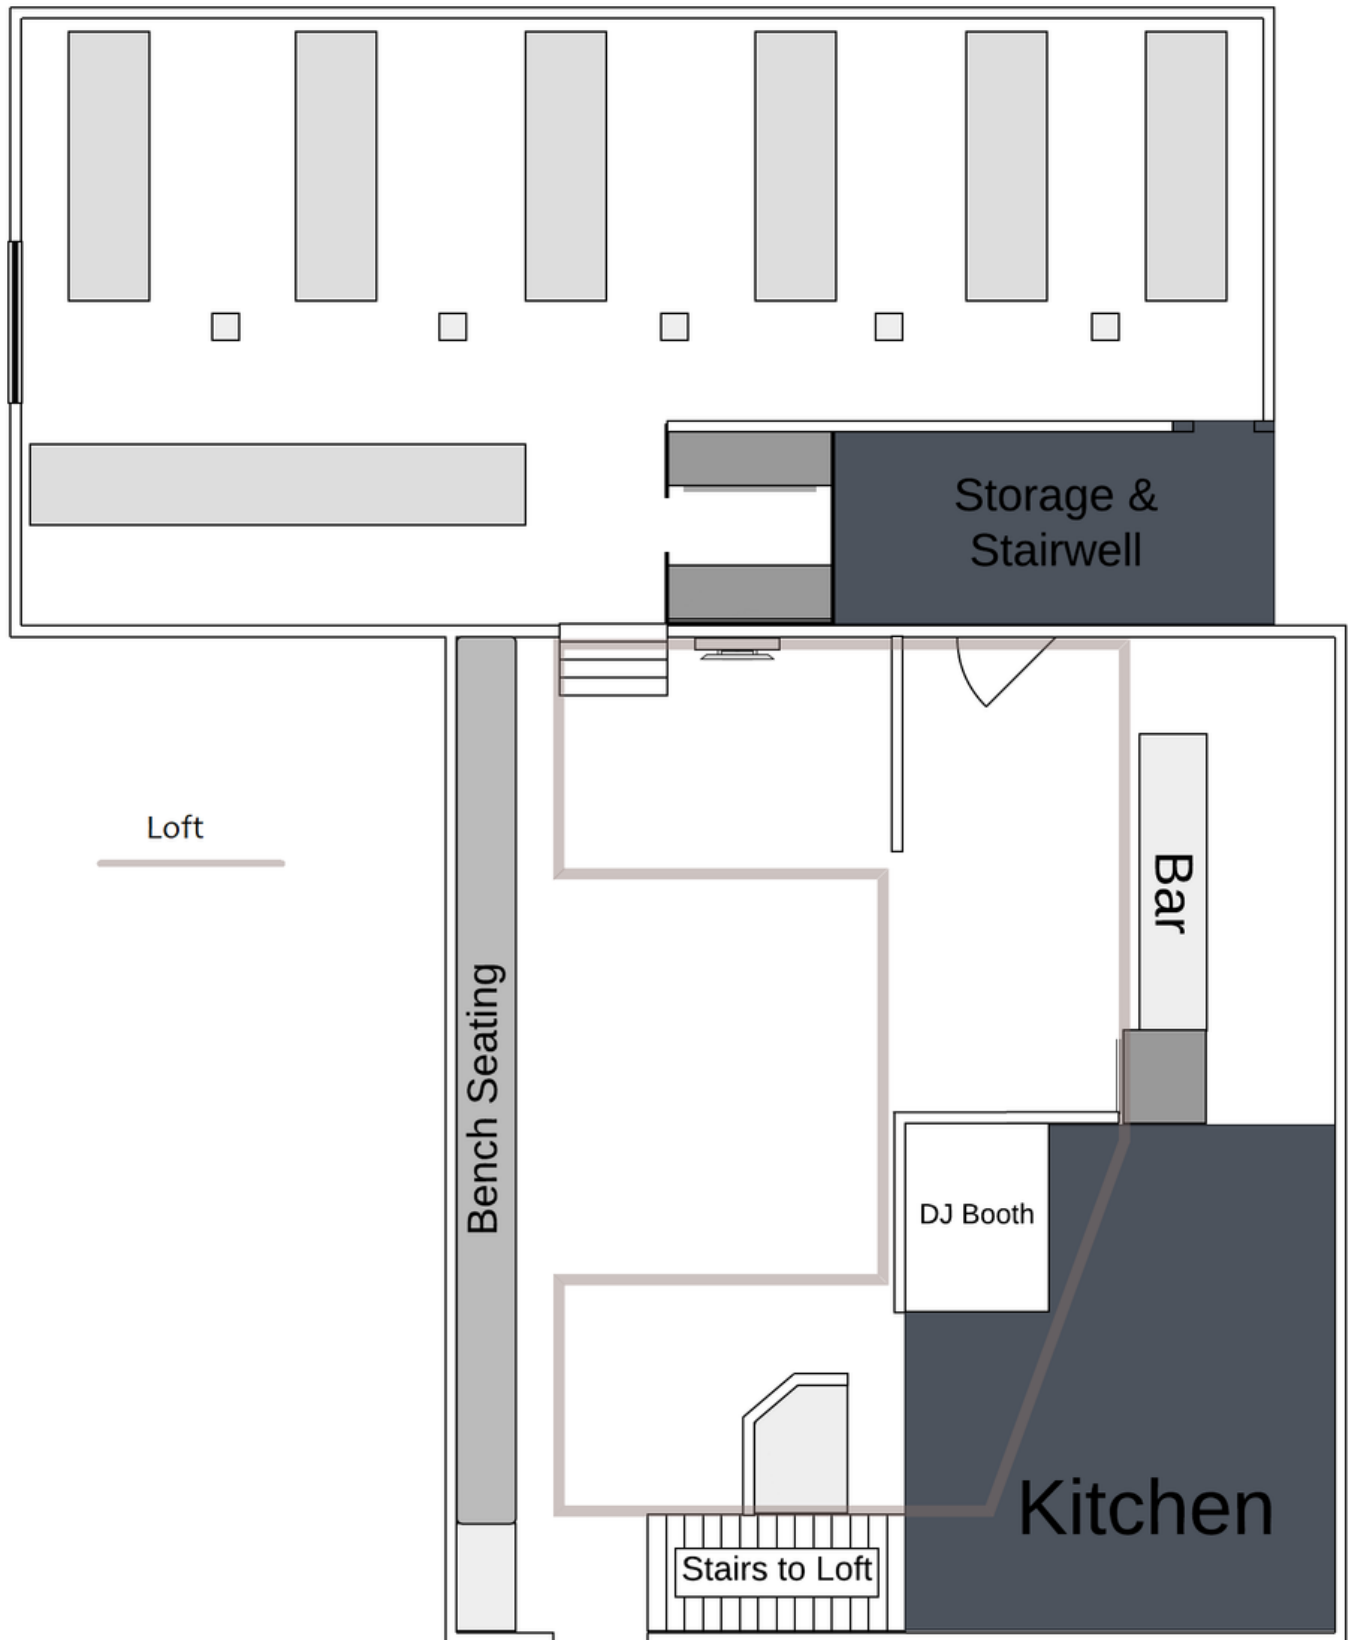 Storage &
Stairwell
Loft
Bar
Bench Seating
DJ Booth
Kitchen
Stairs to Loft